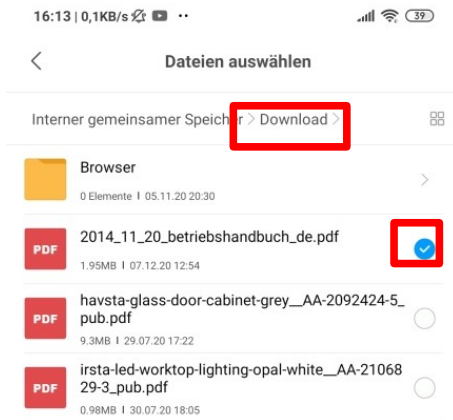 16:13 | 0,1KB/s
39
Dateien auswählen
Interner gemeinsamer Speicher > Download >
Browser
0 Elemente I 05.11.20 20:30
PDF
2014_11_20_betriebshandbuch_de.pdf
1.95MB I 07.12.20 12:54
PDF
havsta-glass-door-cabinet-grey__AA-2092424-5_
pub.pdf
9.3MB I 29.07.20 17:22
PDF
irsta-led-worktop-lighting-opal-white__AA-21068
29-3_pub.pdf
0.98MB I 30.07.20 18:05